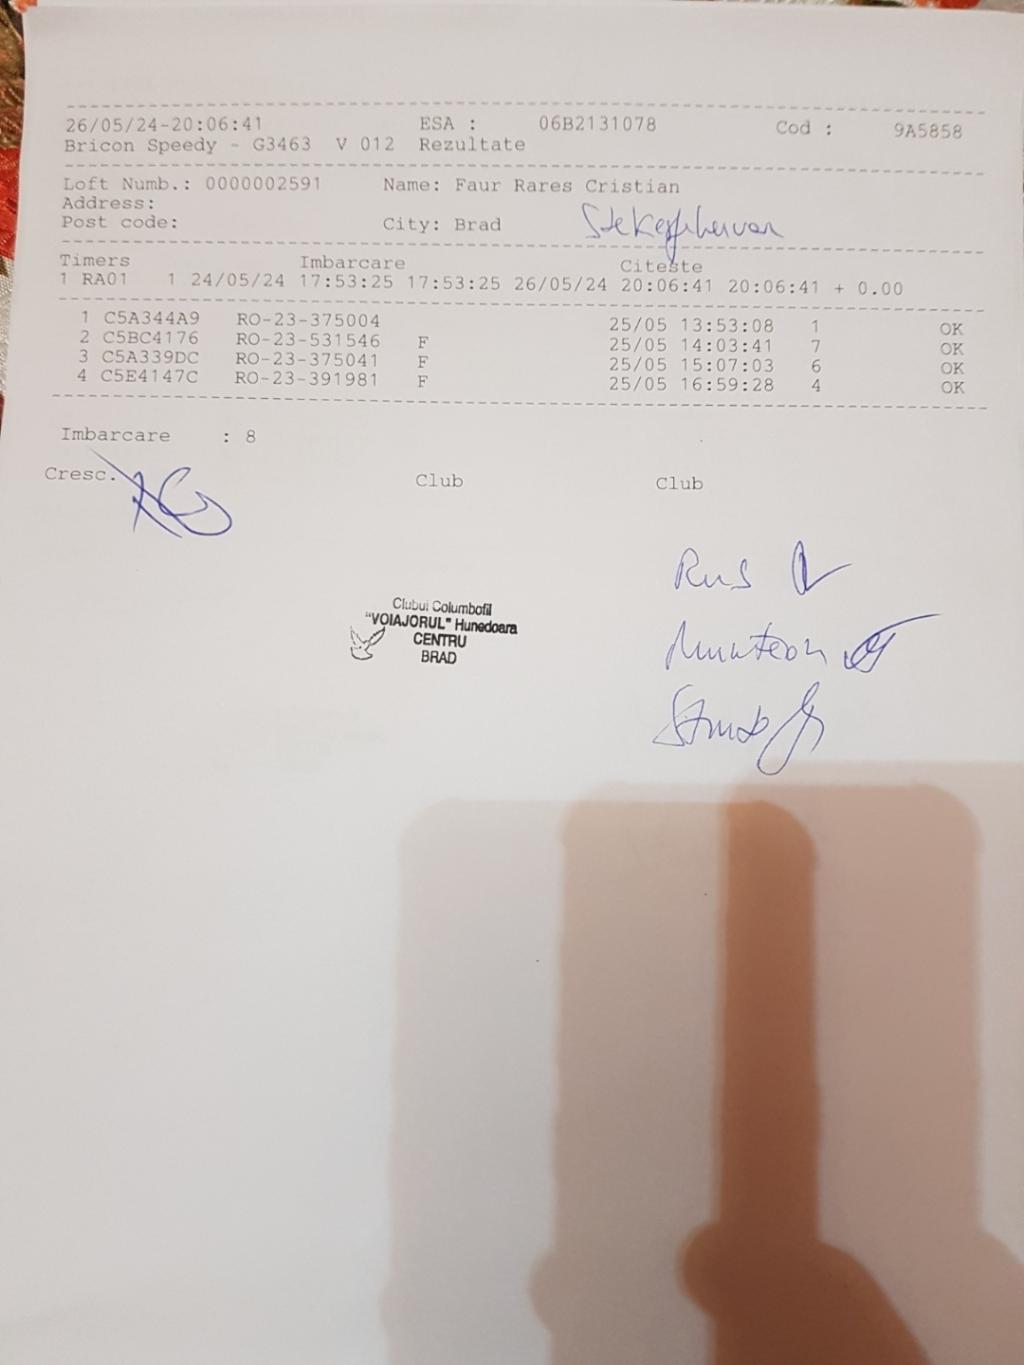 26/05/24-20:06:41 ESA : 06B2131078 Cod : 9A5858
Bricon Speedy - G3463 V 012 Rezultate
Loft Numb.: 0000002591 Name: Faur Rares Cristian
Address:
Post code: City: Brad
Timers Imbarcare Citeste
1 RA01 1 24/05/24 17:53:25 17:53:25 26/05/24 20:06:41 20:06:41 + 0.00
1 C5A344A9 RO-23-375004 25/05 13:53:08 1 OK
2 C5BC4176 RO-23-531546 F 25/05 14:03:41 7 OK
3 C5A339DC RO-23-375041 F 25/05 15:07:03 6 OK
4 C5E4147C RO-23-391981 F 25/05 16:59:28 4 OK
Imbarcare : 8
Cresc. Club Club
Rus
Muntean
Clubul Columbofil
"VOIAJORUL" Hunedoara
CENTRU
BRAD